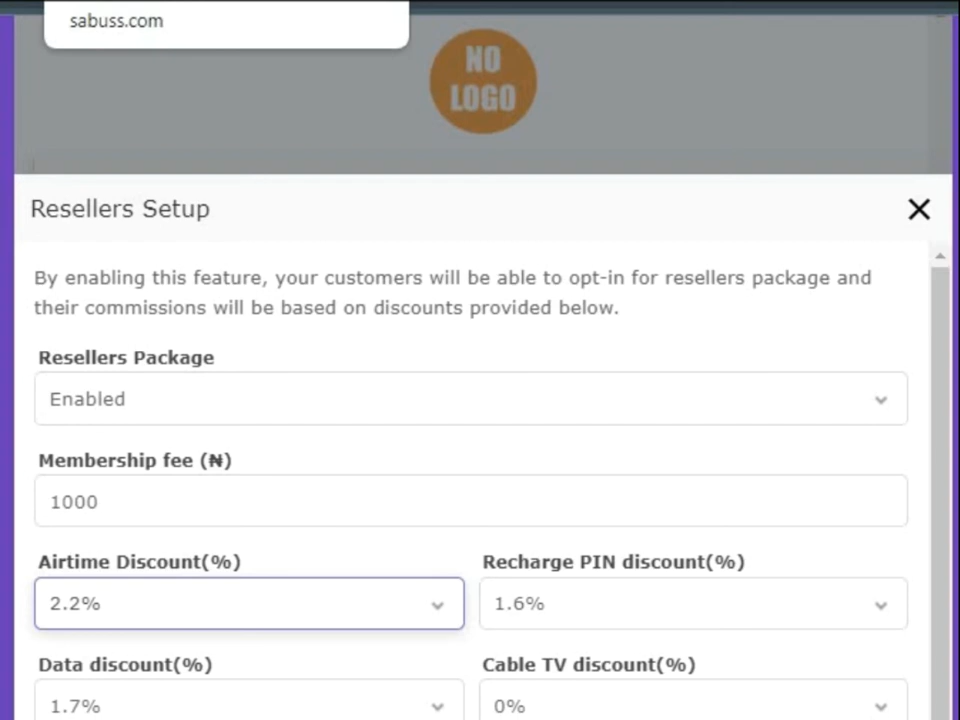 sabuss.com
NO
LOGO
Resellers Setup
By enabling this feature, your customers will be able to opt-in for resellers package and
their commissions will be based on discounts provided below.
Resellers Package
Enabled
Membership fee (₦)
1000
Airtime Discount(%)
Recharge PIN discount(%)
2.2%
1.6%
Data discount(%)
Cable TV discount(%)
1.7%
0%